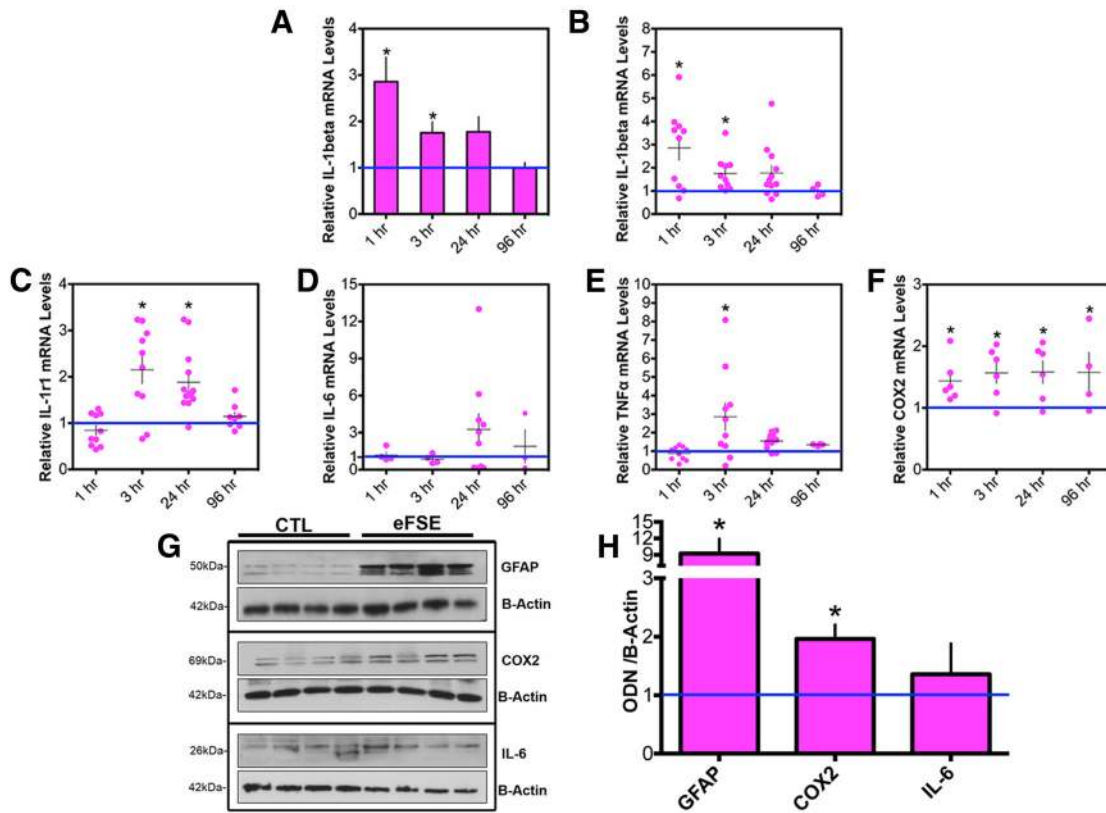 A
Relative IL-1beta mRNA Levels
4
3
2
1
0
*
*
1 hr
3 hr
24 hr
96 hr
B
Relative IL-1beta mRNA Levels
8
7
6
5
4
3
2
1
0
*
*
1 hr
3 hr
24 hr
96 hr
C
Relative IL-1r1 mRNA Levels
4
3
2
1
0
*
*
1 hr
3 hr
24 hr
96 hr
D
Relative IL-6 mRNA Levels
15
12
9
6
3
1
0
1 hr
3 hr
24 hr
96 hr
E
Relative TNFα mRNA Levels
10
9
8
7
6
5
4
3
2
1
0
*
1 hr
3 hr
24 hr
96 hr
F
Relative COX2 mRNA Levels
3
2
1
0
*
*
*
*
1 hr
3 hr
24 hr
96 hr
G
CTL
eFSE
50kDa-
GFAP
42kDa-
B-Actin
69kDa-
COX2
42kDa-
B-Actin
26kDa-
IL-6
42kDa-
B-Actin
H
ODN /B-Actin
15
12
9
3
2
1
0
*
*
GFAP
COX2
IL-6